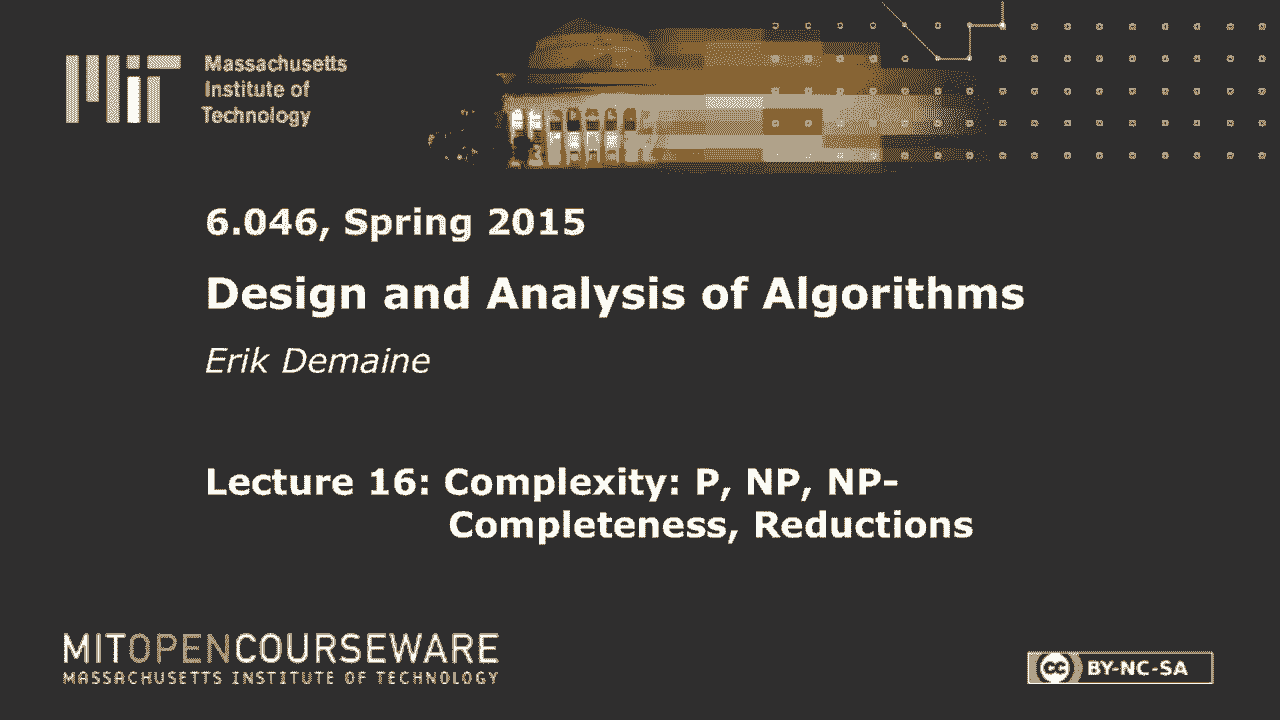 Massachusetts
Institute of
Technology
6.046, Spring 2015
Design and Analysis of Algorithms
Erik Demaine
Lecture 16: Complexity: P, NP, NP-
Completeness, Reductions
MITOPENCOURSEWARE
MASSACHUSETTS INSTITUTE OF TECHNOLOGY
cc BY-NC-SA